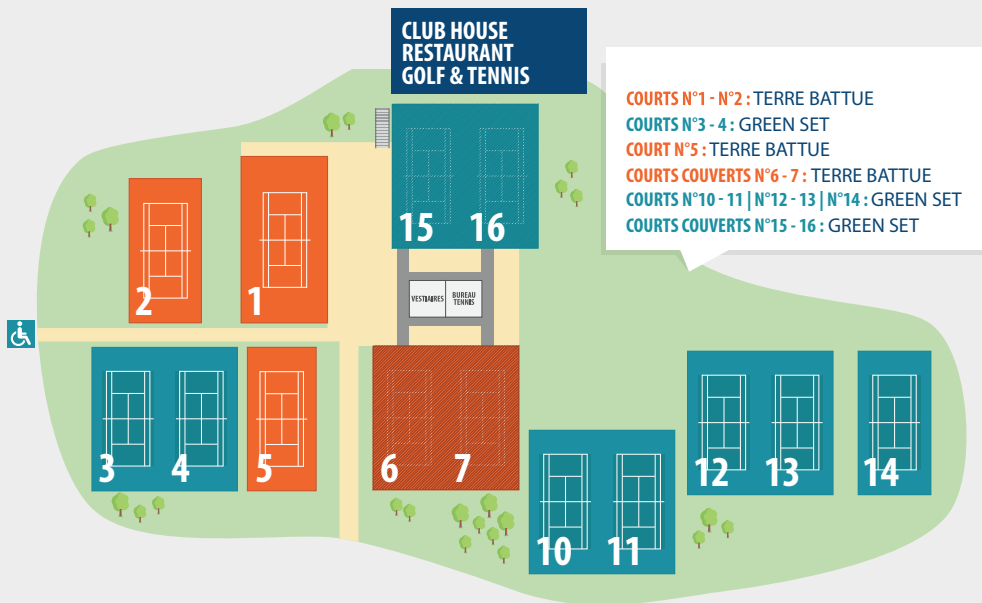 CLUB HOUSE
RESTAURANT
GOLF & TENNIS
COURTS N°1 - N°2 : TERRE BATTUE
COURTS N°3 - 4 : GREEN SET
COURT N°5 : TERRE BATTUE
COURTS COUVERTS N°6 - 7 : TERRE BATTUE
COURTS N°10 - 11 | N°12 - 13 | N°14 : GREEN SET
COURTS COUVERTS N°15 - 16 : GREEN SET
15 16
VESTIAIRES
BUREAU
TENNIS
2 1
3 4 5 6 7
12 13 14
10 11